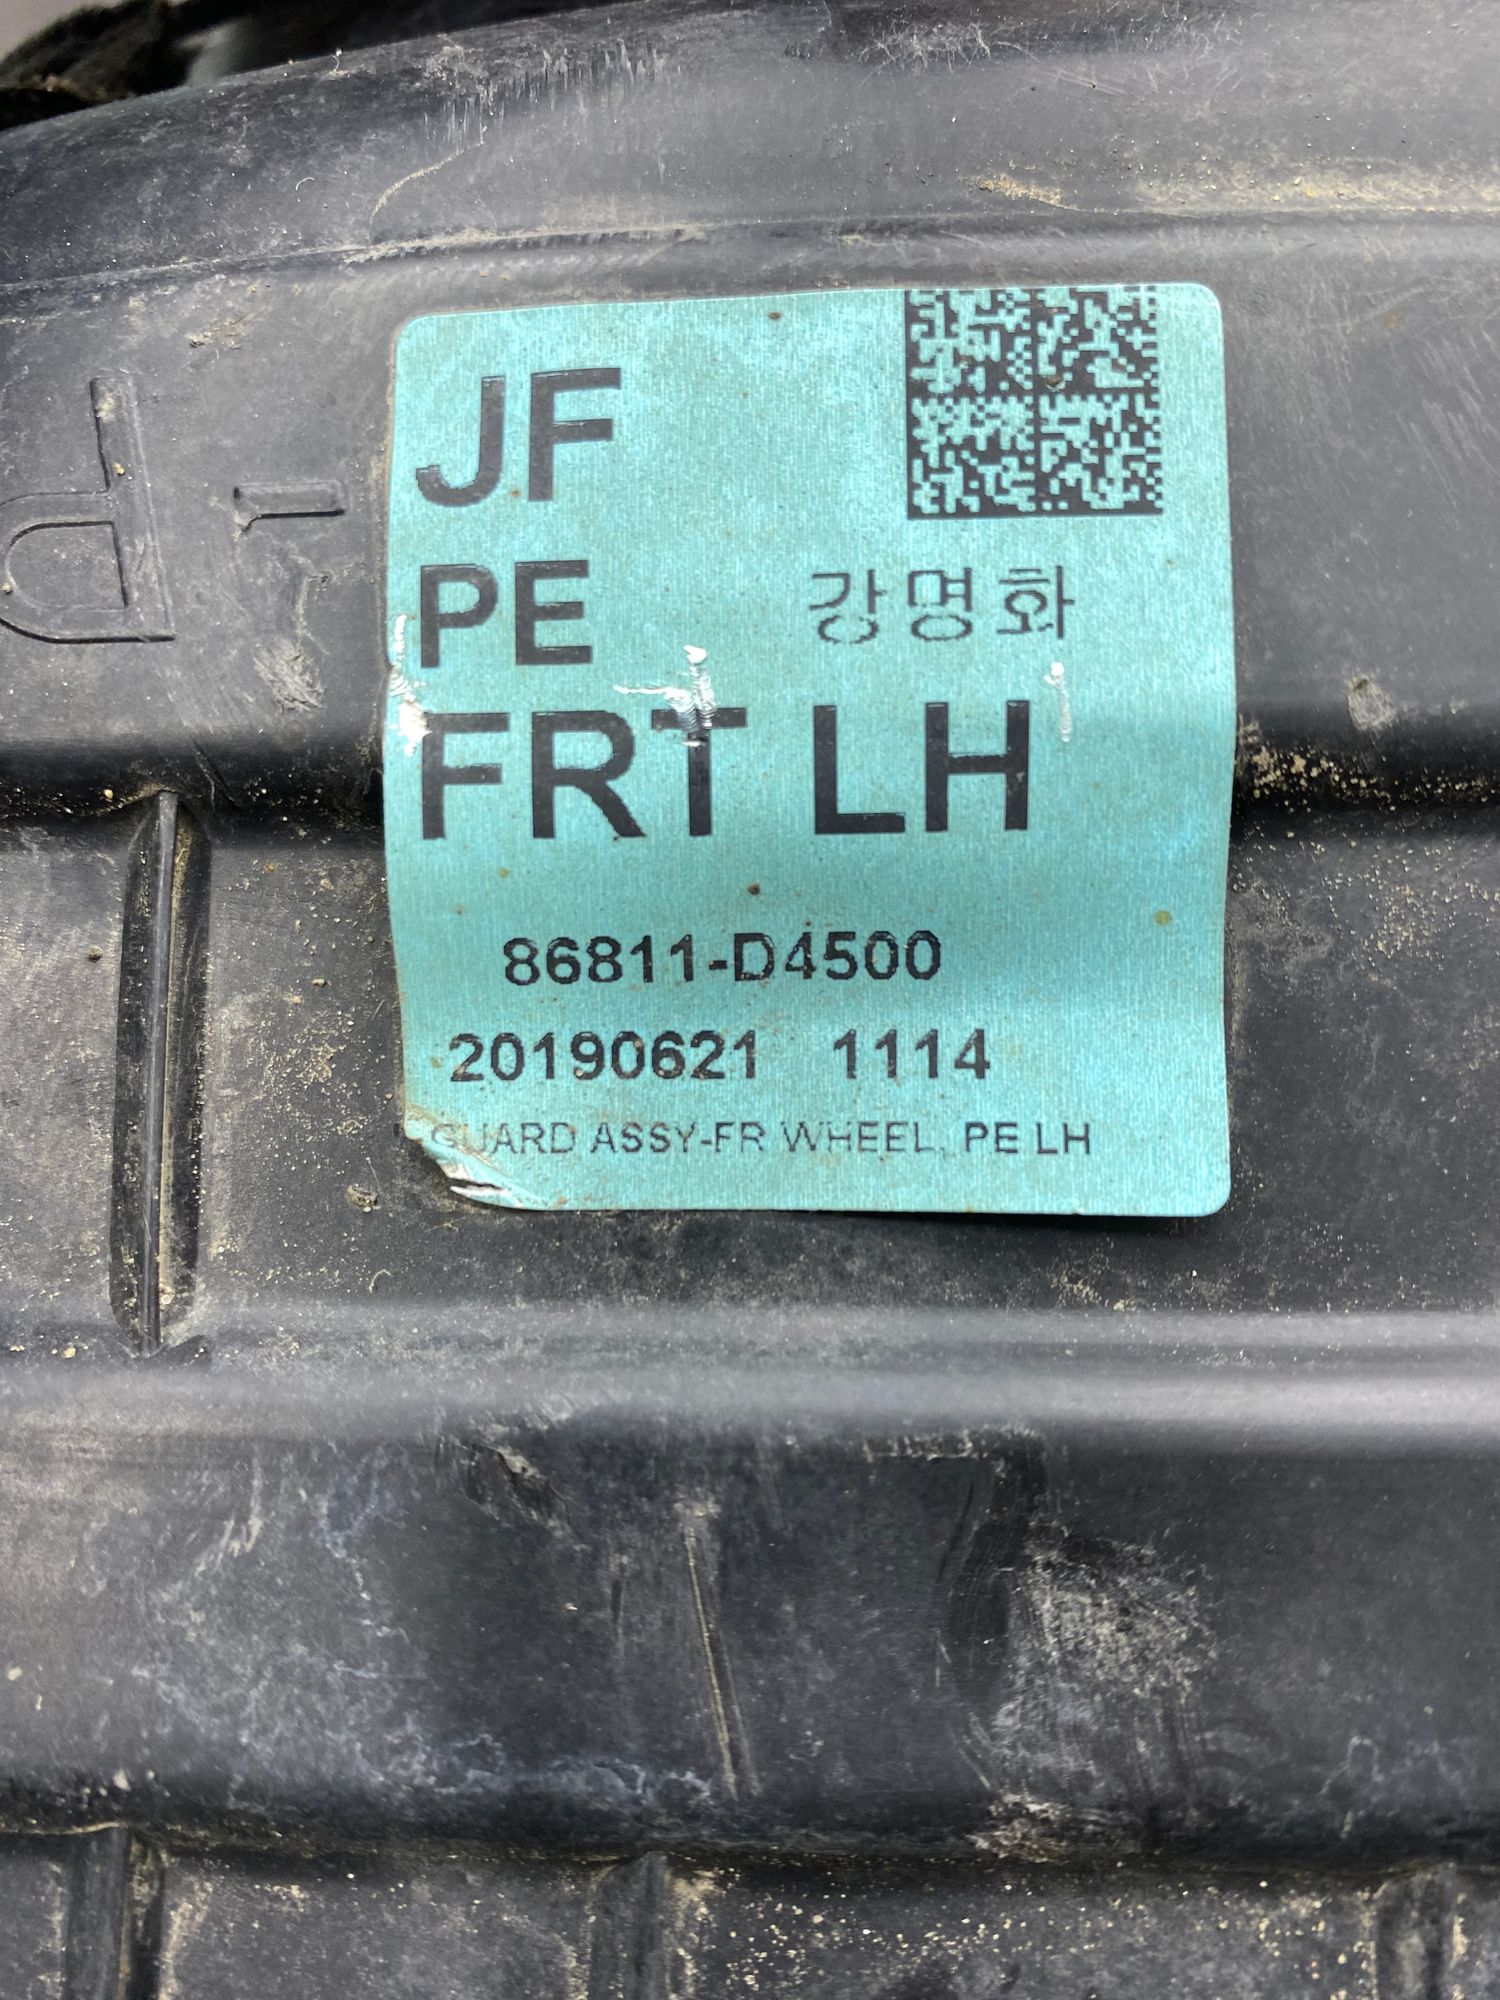 JF
PE 강명화
FRT LH
86811-D4500
20190621 1114
GUARD ASSY-FR WHEEL, PE LH